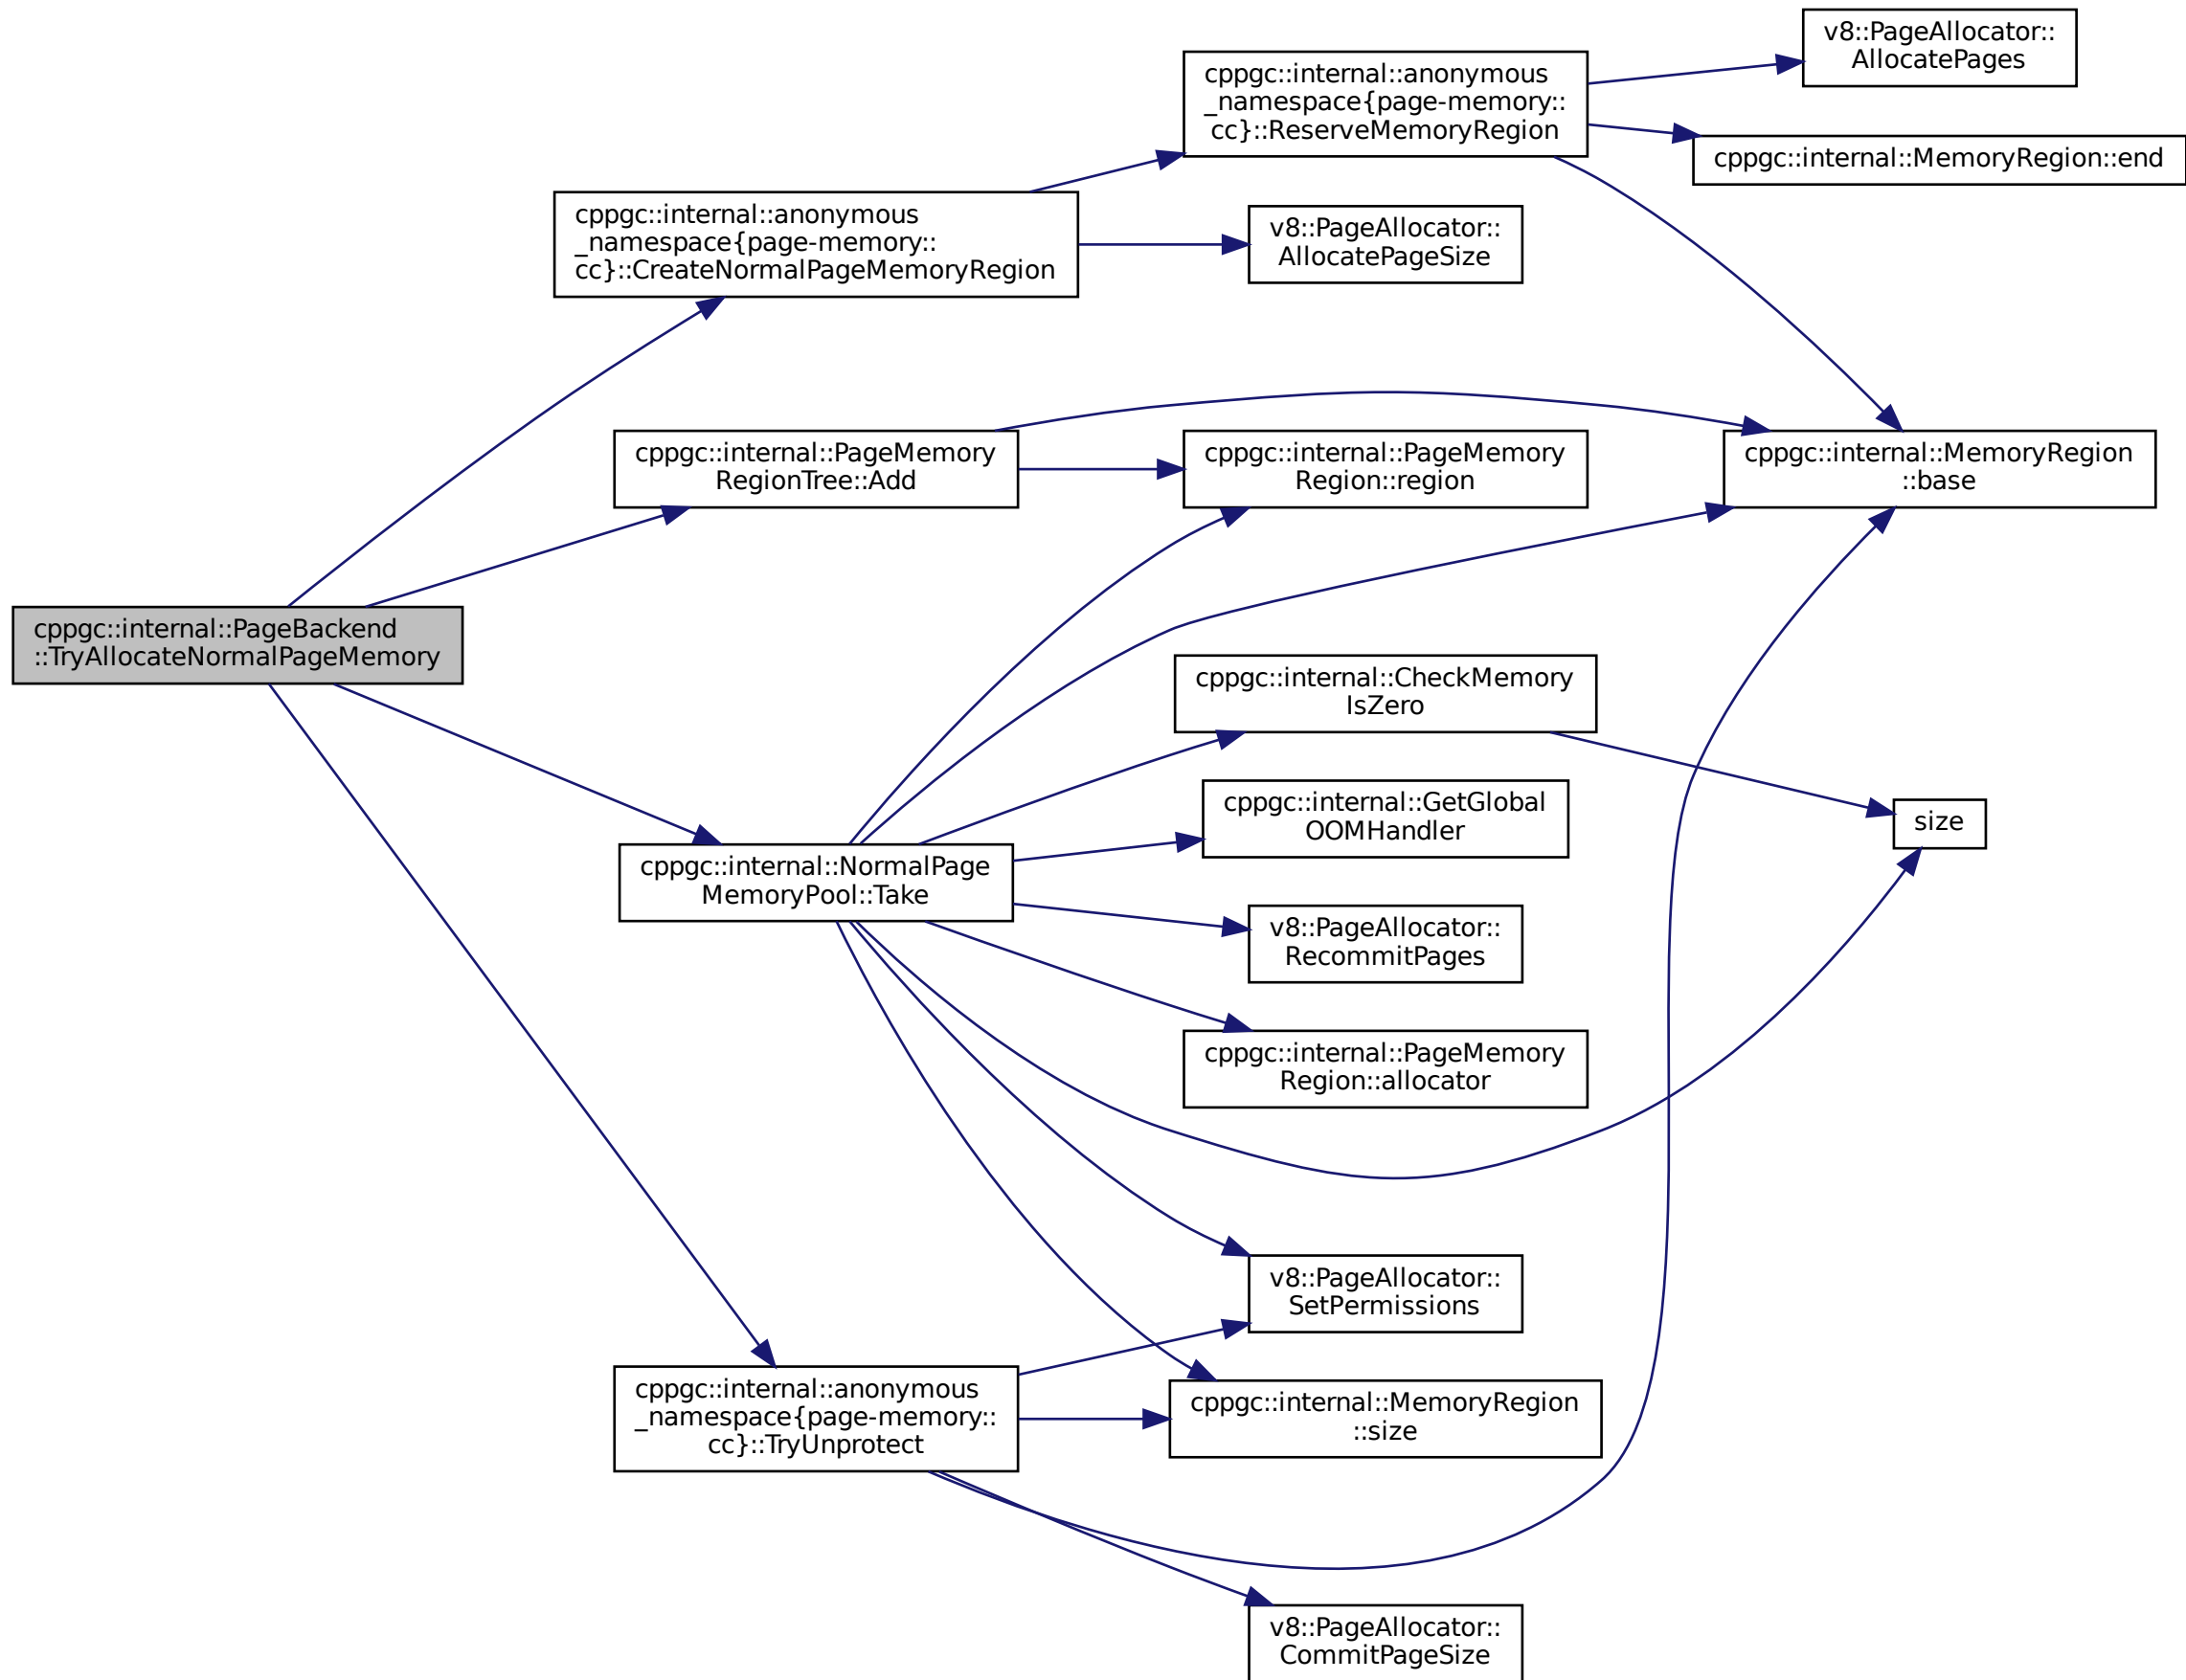 v8::PageAllocator::
AllocatePages
cppgc::internal::anonymous
_namespace{page-memory::
cc}::ReserveMemoryRegion
cppgc::internal::MemoryRegion::end
cppgc::internal::anonymous
_namespace{page-memory::
cc}::CreateNormalPageMemoryRegion
v8::PageAllocator::
AllocatePageSize
cppgc::internal::PageMemory
RegionTree::Add
cppgc::internal::PageMemory
Region::region
cppgc::internal::MemoryRegion
::base
cppgc::internal::PageBackend
::TryAllocateNormalPageMemory
cppgc::internal::CheckMemory
IsZero
cppgc::internal::GetGlobal
OOMHandler
size
cppgc::internal::NormalPage
MemoryPool::Take
v8::PageAllocator::
RecommitPages
cppgc::internal::PageMemory
Region::allocator
v8::PageAllocator::
SetPermissions
cppgc::internal::anonymous
_namespace{page-memory::
cc}::TryUnprotect
cppgc::internal::MemoryRegion
::size
v8::PageAllocator::
CommitPageSize